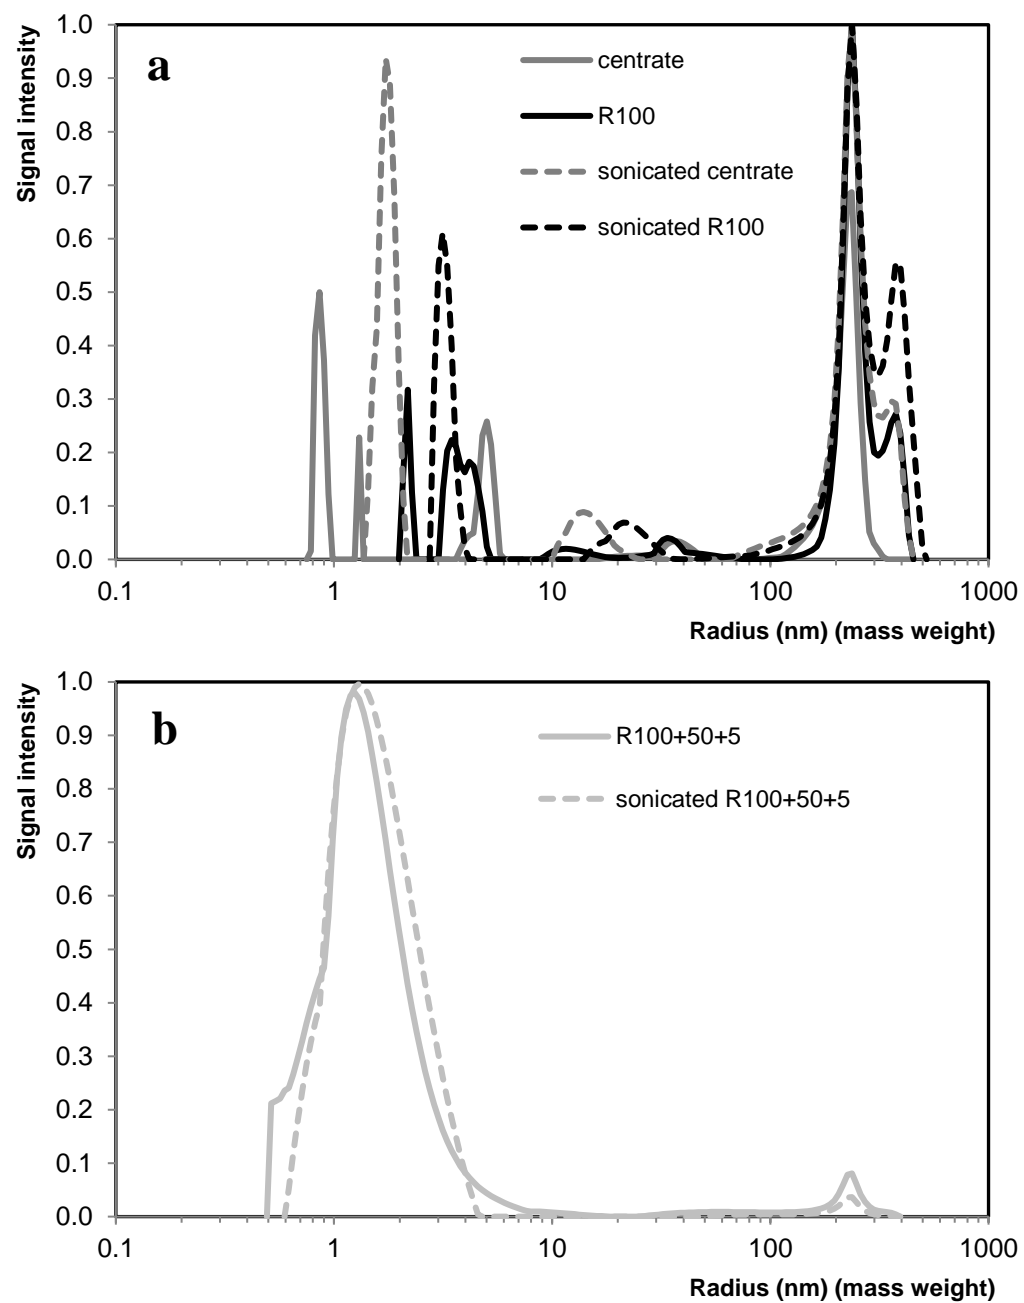 Signal intensity
1.0
0.9
0.8
0.7
0.6
0.5
0.4
0.3
0.2
0.1
0.0
a
centrate
R100
sonicated centrate
sonicated R100
0.1 1 10 100 1000
Radius (nm) (mass weight)
Signal intensity
1.0
0.9
0.8
0.7
0.6
0.5
0.4
0.3
0.2
0.1
0.0
b
R100+50+5
sonicated R100+50+5
0.1 1 10 100 1000
Radius (nm) (mass weight)